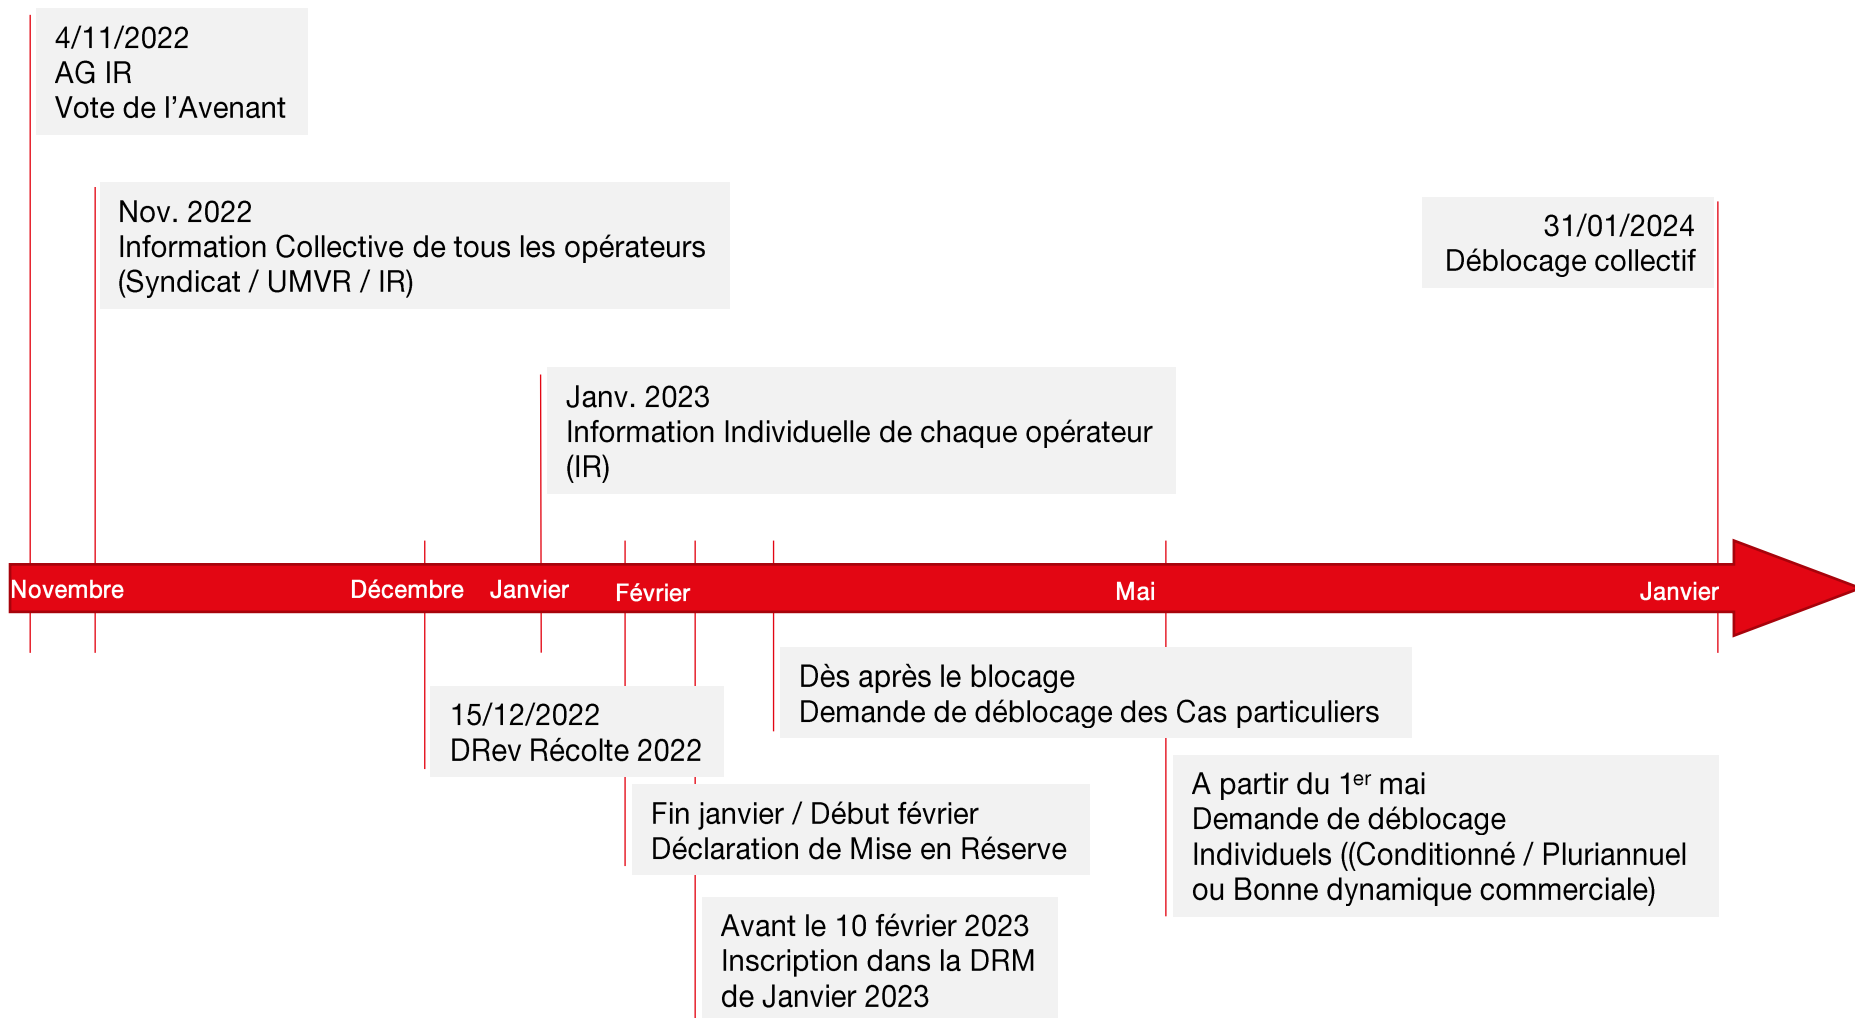 4/11/2022
AG IR
Vote de l’Avenant
Nov. 2022
Information Collective de tous les opérateurs
(Syndicat / UMVR / IR)
31/01/2024
Déblocage collectif
Janv. 2023
Information Individuelle de chaque opérateur
(IR)
Novembre
Décembre
Janvier
Février
Mai
Janvier
Dès après le blocage
Demande de déblocage des Cas particuliers
15/12/2022
DRev Récolte 2022
A partir du 1er mai
Demande de déblocage
Individuels ((Conditionné / Pluriannuel
ou Bonne dynamique commerciale)
Fin janvier / Début février
Déclaration de Mise en Réserve
Avant le 10 février 2023
Inscription dans la DRM
de Janvier 2023